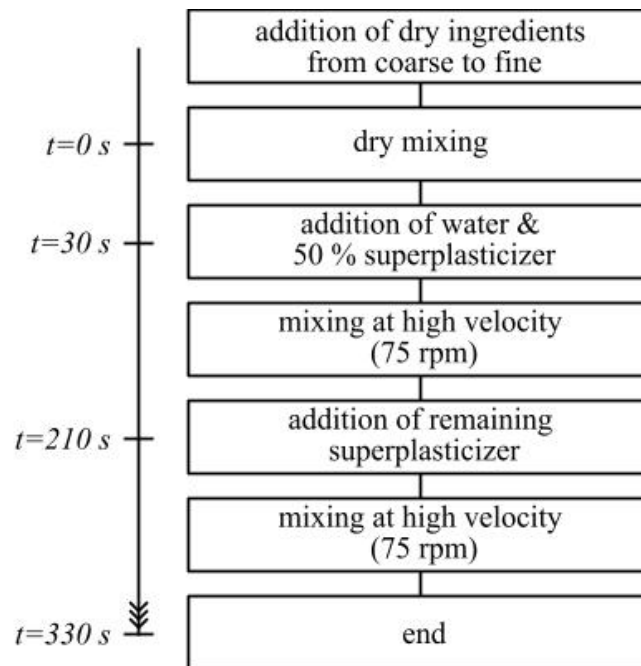 addition of dry ingredients
from coarse to fine
t=0 s
dry mixing
t=30 s
addition of water &
50 % superplasticizer
mixing at high velocity
(75 rpm)
t=210 s
addition of remaining
superplasticizer
mixing at high velocity
(75 rpm)
t=330 s
end